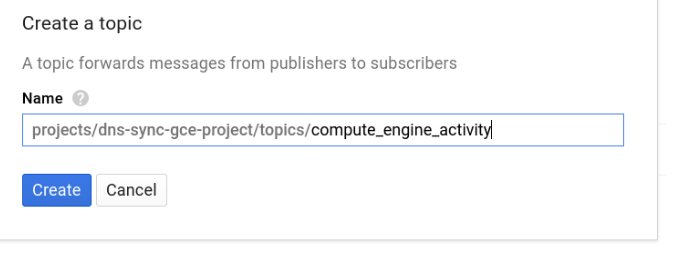 Create a topic
A topic forwards messages from publishers to subscribers
Name ?
projects/dns-sync-gce-project/topics/compute_engine_activity
Create Cancel